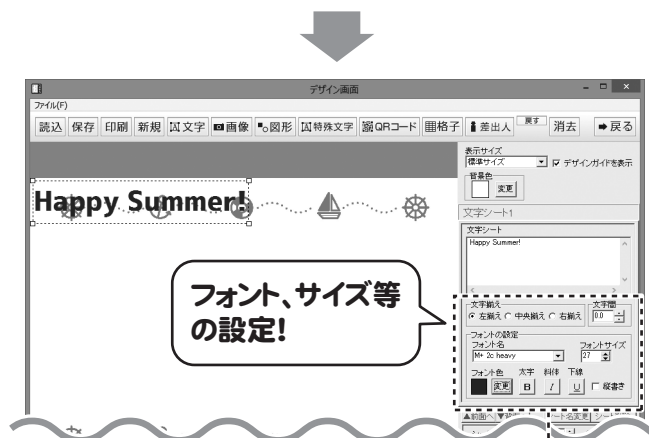 デザイン画面
ファイル(F)
読込 保存 印刷 新規 文字 画像 図形 特殊文字 QRコード 格子 差出人 戻す 消去 戻る
表示サイズ
標準サイズ デザインガイドを表示
背景色
変更
文字シート1
文字シート
Happy Summer!
Happy Summer!
フォント、サイズ等
の設定!
文字揃え 文字間
左揃え 中央揃え 右揃え 0.0
フォントの設定
フォント名 フォントサイズ
M+ 2c heavy 27
フォント色 太字 斜体 下線
変更 B I U 縦書き
▲前面へ